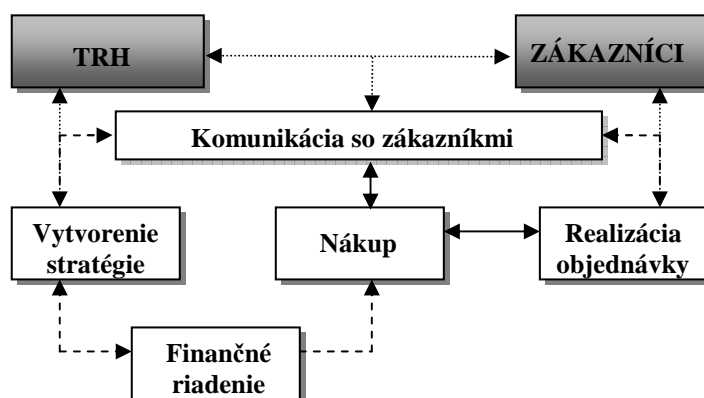 TRH
ZÁKAZNÍCI
Komunikácia so zákazníkmi
Vytvorenie
stratégie
Nákup
Realizácia
objednávky
Finančné
riadenie